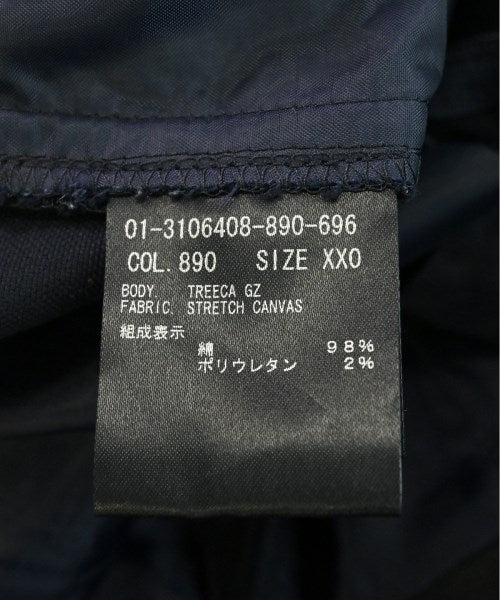 01-3106408-890-696
COL. 890 SIZE XXO
BODY. TREECA GZ
FABRIC. STRETCH CANVAS
組成表示
綿 98%
ポリウレタン 2%